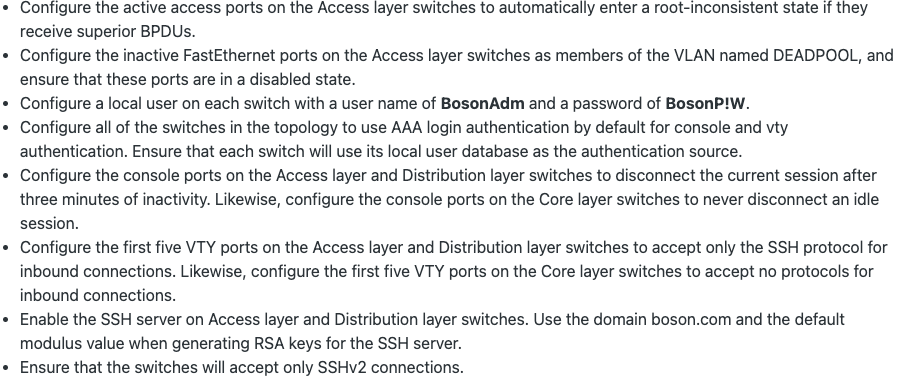 • Configure the active access ports on the Access layer switches to automatically enter a root-inconsistent state if they
receive superior BPDUs.
• Configure the inactive FastEthernet ports on the Access layer switches as members of the VLAN named DEADPOOL, and
ensure that these ports are in a disabled state.
• Configure a local user on each switch with a user name of BosonAdm and a password of BosonP!W.
• Configure all of the switches in the topology to use AAA login authentication by default for console and vty
authentication. Ensure that each switch will use its local user database as the authentication source.
• Configure the console ports on the Access layer and Distribution layer switches to disconnect the current session after
three minutes of inactivity. Likewise, configure the console ports on the Core layer switches to never disconnect an idle
session.
• Configure the first five VTY ports on the Access layer and Distribution layer switches to accept only the SSH protocol for
inbound connections. Likewise, configure the first five VTY ports on the Core layer switches to accept no protocols for
inbound connections.
• Enable the SSH server on Access layer and Distribution layer switches. Use the domain boson.com and the default
modulus value when generating RSA keys for the SSH server.
• Ensure that the switches will accept only SSHv2 connections.